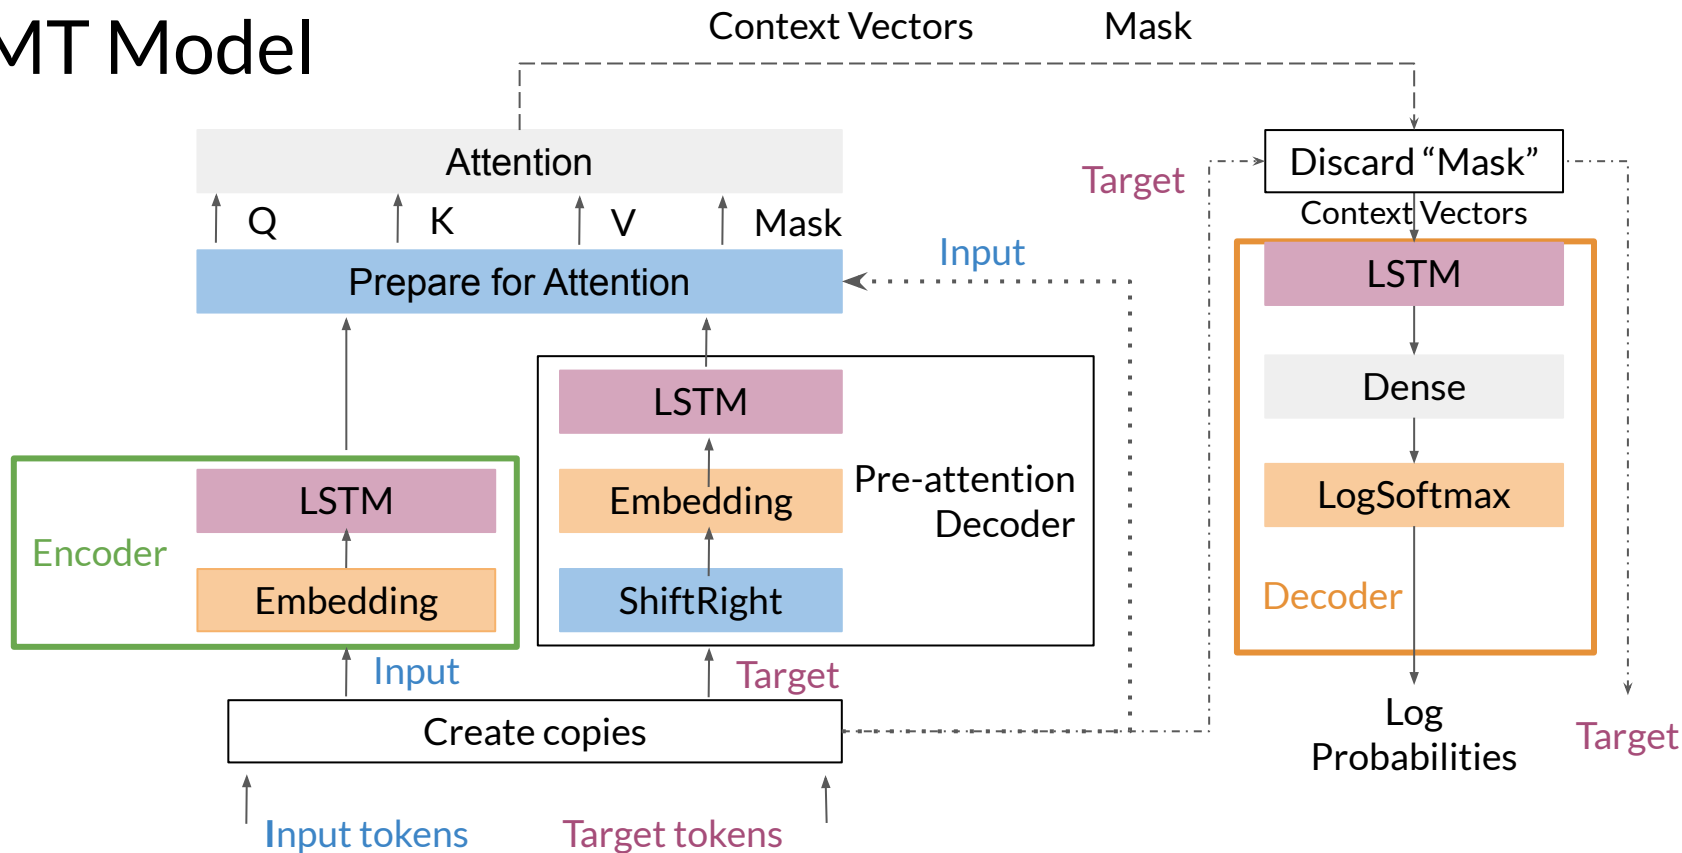 MT Model
Context Vectors Mask
Attention
Q K V Mask
Prepare for Attention
Input
Target
Discard “Mask”
Context Vectors
LSTM
Dense
LogSoftmax
Decoder
LSTM
Embedding
ShiftRight
Pre-attention
Decoder
LSTM
Embedding
Encoder
Input
Target
Create copies
Input tokens
Target tokens
Log
Probabilities
Target